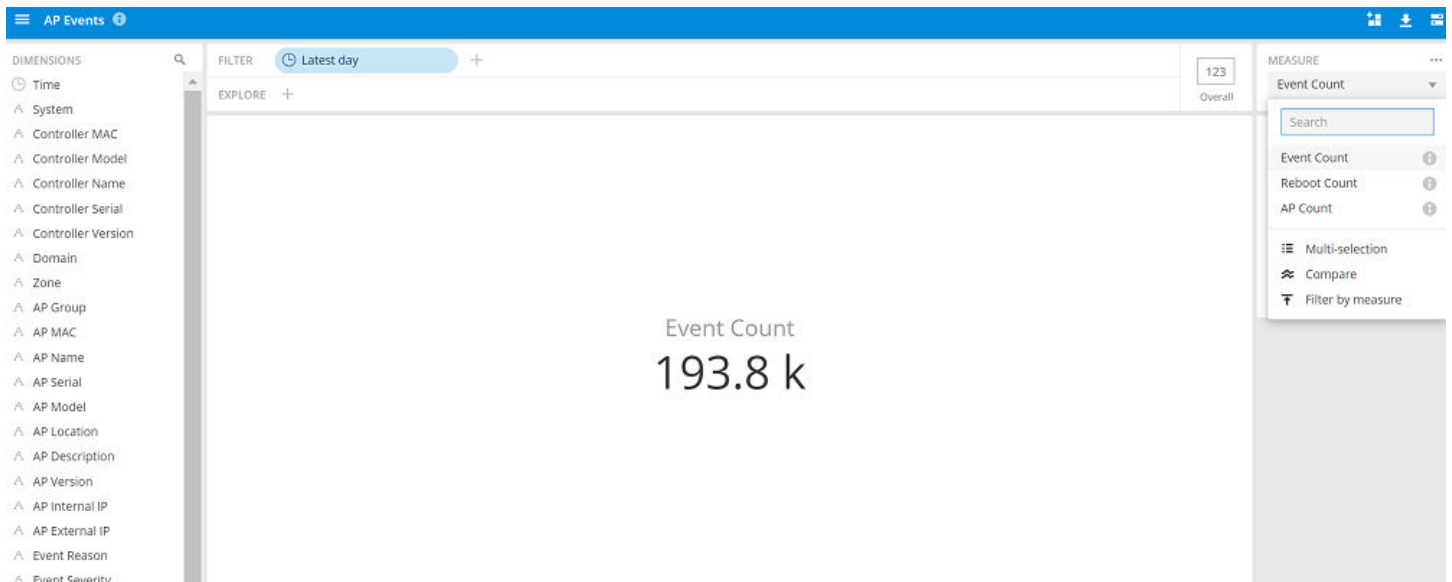 AP Events
DIMENSIONS
Time
System
Controller MAC
Controller Model
Controller Name
Controller Serial
Controller Version
Domain
Zone
AP Group
AP MAC
AP Name
AP Serial
AP Model
AP Location
AP Description
AP Version
AP Internal IP
AP External IP
Event Reason
Event Severity
FILTER
Latest day
EXPLORE
123
Overall
Event Count
193.8 k
MEASURE
Event Count
Search
Event Count
Reboot Count
AP Count
Multi-selection
Compare
Filter by measure